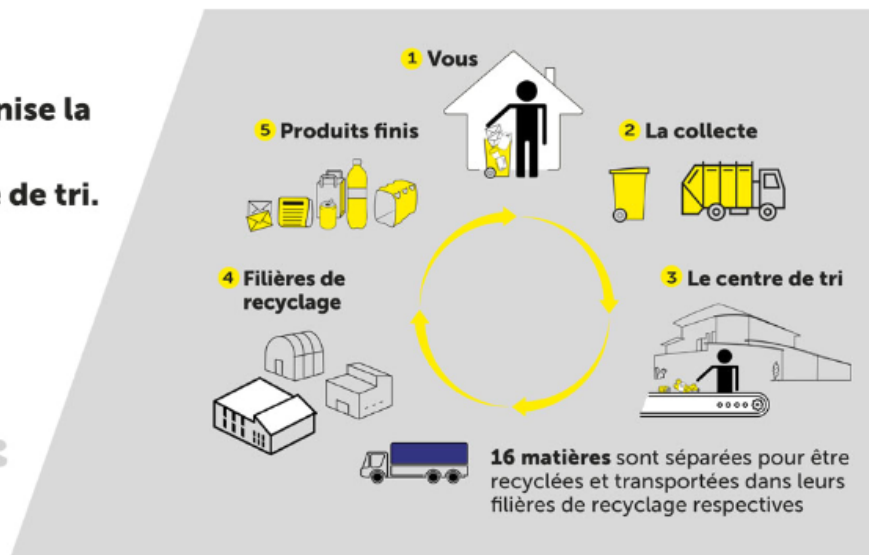 nise la
de tri.
1 Vous
2 La collecte
3 Le centre de tri
16 matières sont séparées pour être
recyclées et transportées dans leurs
filières de recyclage respectives
4 Filières de
recyclage
5 Produits finis